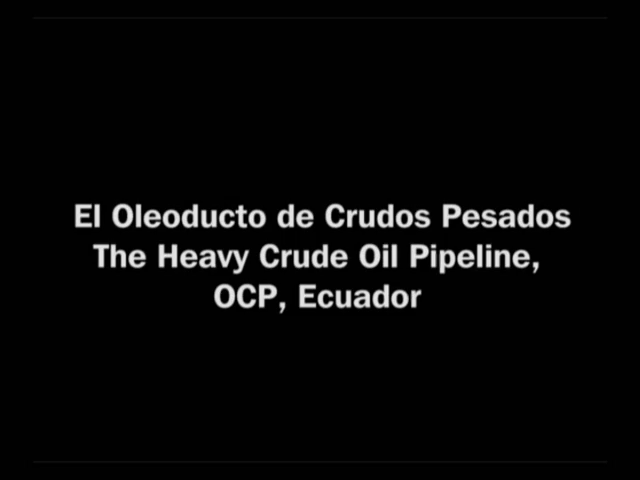 El Oleoducto de Crudos Pesados
The Heavy Crude Oil Pipeline,
OCP, Ecuador